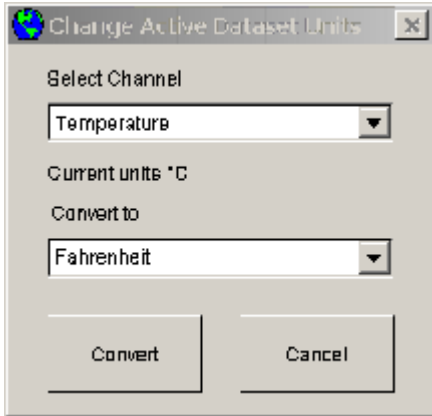 Change Active Dataset Units
Select Channel
Temperature
Current units °C
Convert to
Fahrenheit
Convert
Cancel